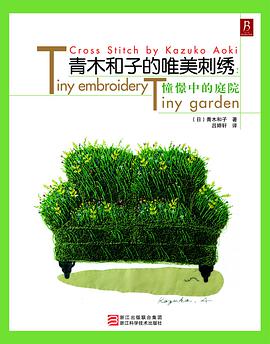 Cross Stitch by Kazuko Aoki
青木和子的唯美刺绣:
Tiny embroidery 憧憬中的庭院
Tiny garden
(日)青木和子 著
吕婷轩 译
Kazuko. A
浙江出版联合集团
浙江科学技术出版社